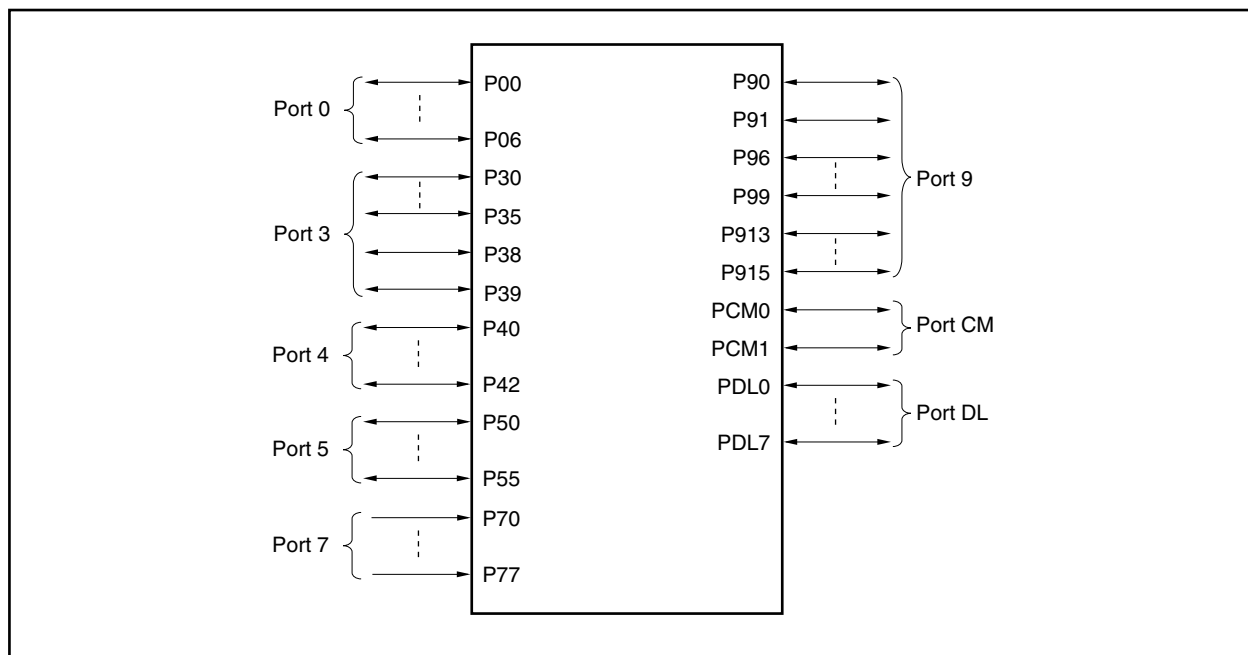 Port 0
P00
P06
Port 3
P30
P35
P38
P39
Port 4
P40
P42
Port 5
P50
P55
Port 7
P70
P77
P90
P91
P96
P99
P913
P915
Port 9
PCM0
PCM1
Port CM
PDL0
PDL7
Port DL